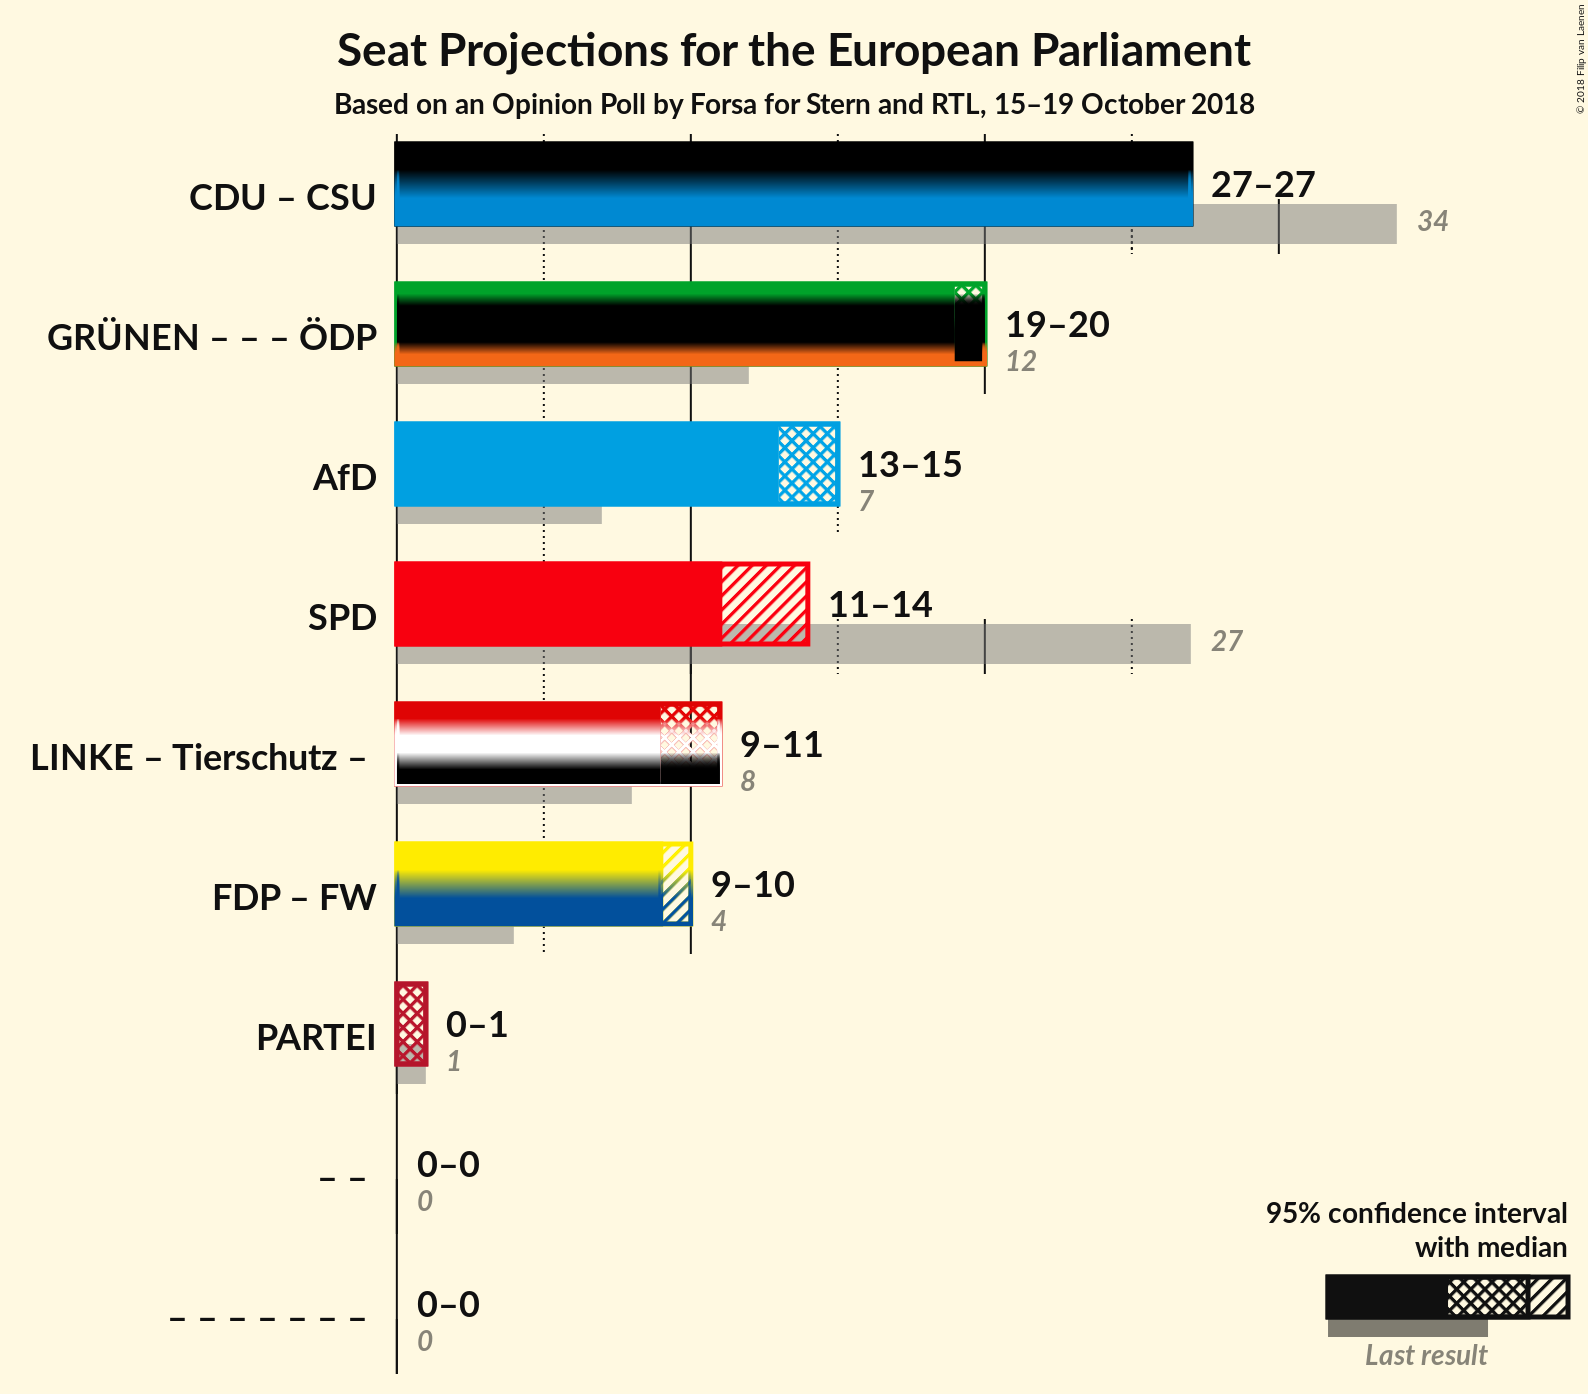 Seat Projections for the European Parliament
Based on an Opinion Poll by Forsa for Stern and RTL, 15–19 October 2018
© 2018 Filip van Laenen
CDU – CSU
27–27
34
GRÜNEN – – – ÖDP
19–20
12
AfD
13–15
7
SPD
11–14
27
LINKE – Tierschutz –
9–11
8
FDP – FW
9–10
4
PARTEI
0–1
1
– –
0–0
0
– – – – – – –
0–0
0
95% confidence interval
with median
Last result